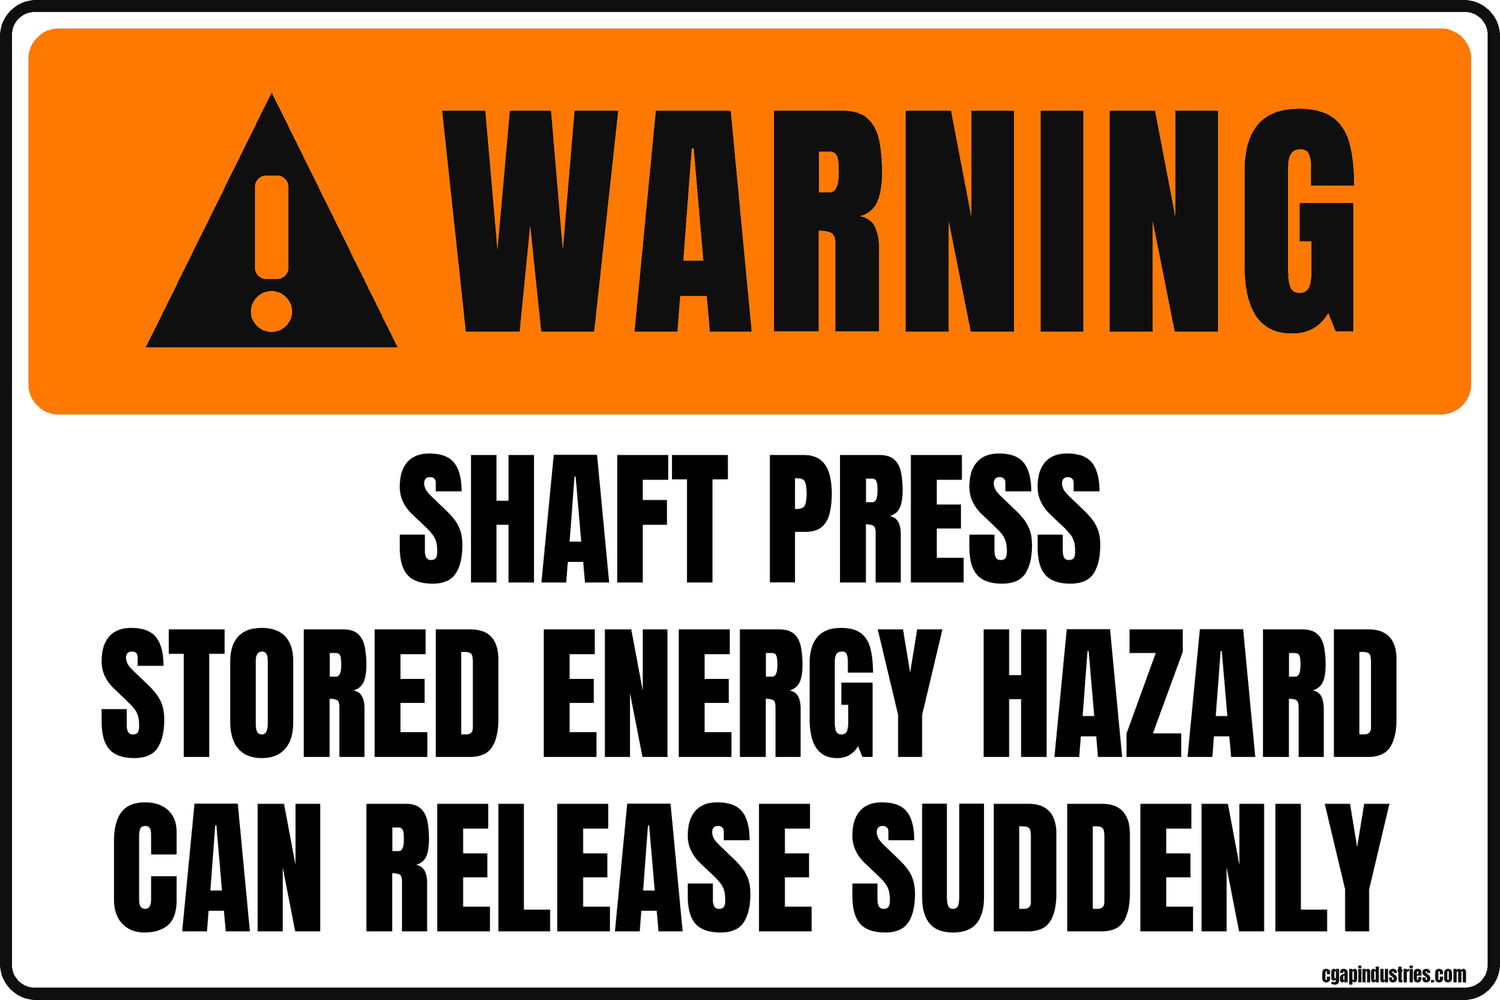 WARNING
SHAFT PRESS
STORED ENERGY HAZARD
CAN RELEASE SUDDENLY
cgapindustries.com